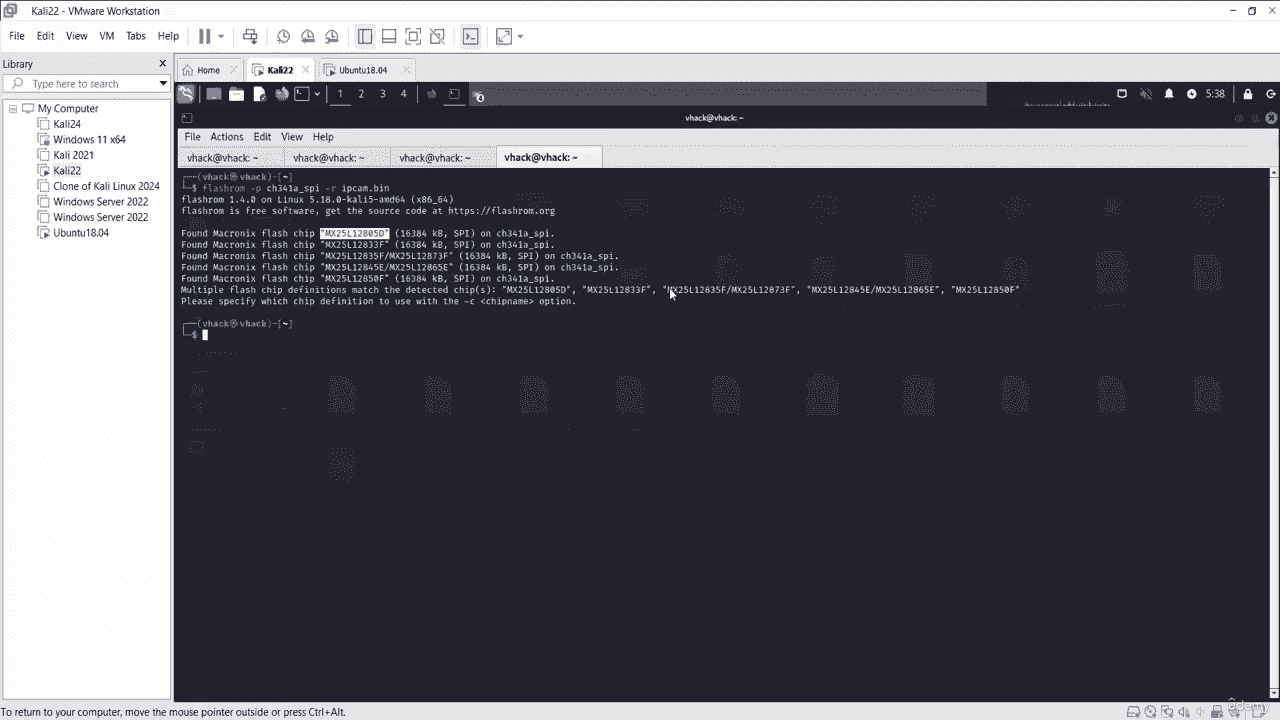 Kali22 - VMware Workstation
File Edit View VM Tabs Help
Library X
Home Kali22 Ubuntu18.04
Type here to search
1 2 3 4 5:38
My Computer
Kali24
Windows 11 x64
Kali 2021
Kali22
Clone of Kali Linux 2024
Windows Server 2022
Windows Server 2022
Ubuntu18.04
vhack@vhack: ~
File Actions Edit View Help
vhack@vhack: ~ vhack@vhack: ~ vhack@vhack: ~ vhack@vhack: ~
┌──(vhack㉿vhack)-[~]
└─$ flashrom -p ch341a_spi -r ipcam.bin
flashrom 1.4.0 on Linux 5.18.0-kali5-amd64 (x86_64)
flashrom is free software, get the source code at https://flashrom.org
Found Macronix flash chip "MX25L12805D" (16384 kB, SPI) on ch341a_spi.
Found Macronix flash chip "MX25L12833F" (16384 kB, SPI) on ch341a_spi.
Found Macronix flash chip "MX25L12835F/MX25L12873F" (16384 kB, SPI) on ch341a_spi.
Found Macronix flash chip "MX25L12845E/MX25L12865E" (16384 kB, SPI) on ch341a_spi.
Found Macronix flash chip "MX25L12850F" (16384 kB, SPI) on ch341a_spi.
Multiple flash chip definitions match the detected chip(s): "MX25L12805D", "MX25L12833F", "MX25L12835F/MX25L12873F", "MX25L12845E/MX25L12865E", "MX25L12850F"
Please specify which chip definition to use with the -c <chipname> option.
┌──(vhack㉿vhack)-[~]
└─$
To return to your computer, move the mouse pointer outside or press Ctrl+Alt.
udemy